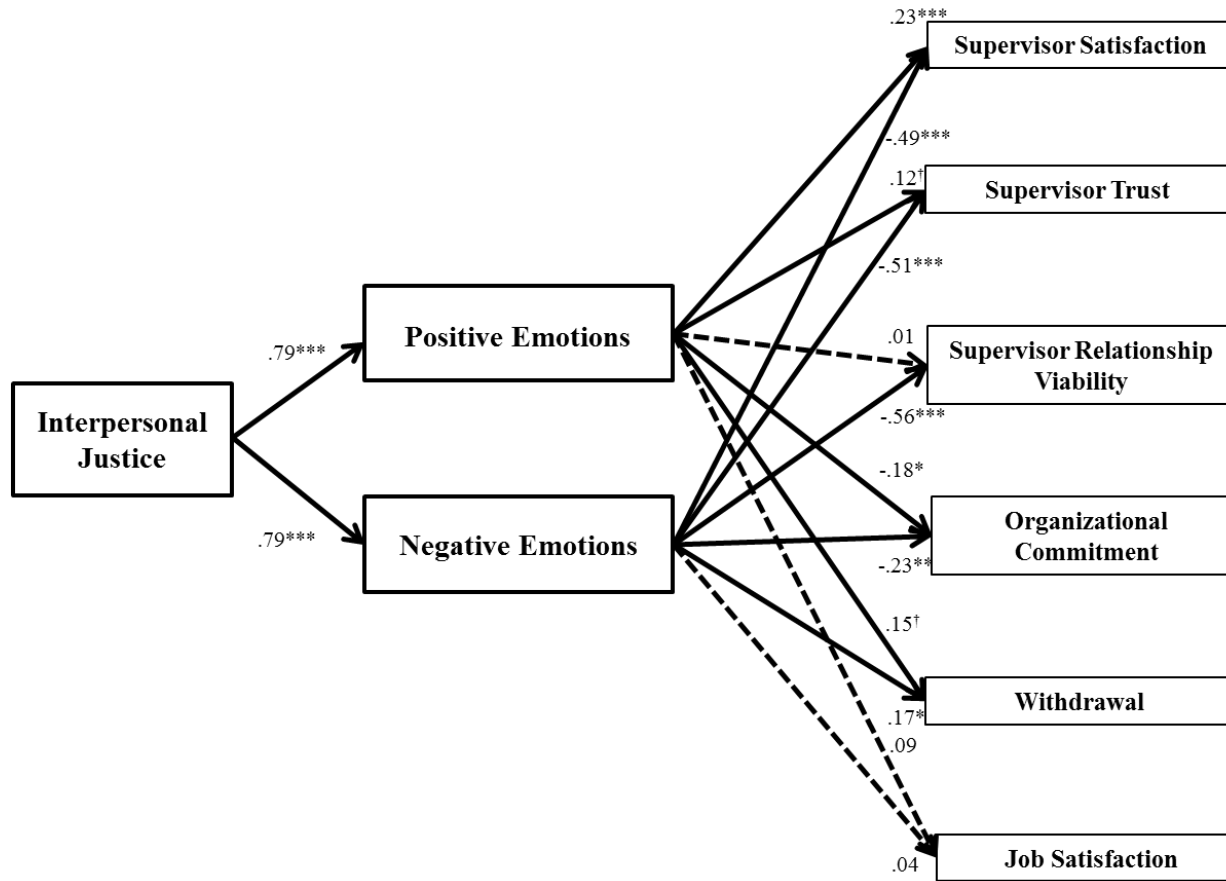 .23***
Supervisor Satisfaction
-.49***
.12†
Supervisor Trust
-.51***
Positive Emotions
.01
Supervisor Relationship
Viability
.79***
-.56***
Interpersonal
Justice
-.18*
Organizational
Commitment
.79***
Negative Emotions
-.23**
.15†
Withdrawal
.17*
.09
Job Satisfaction
.04